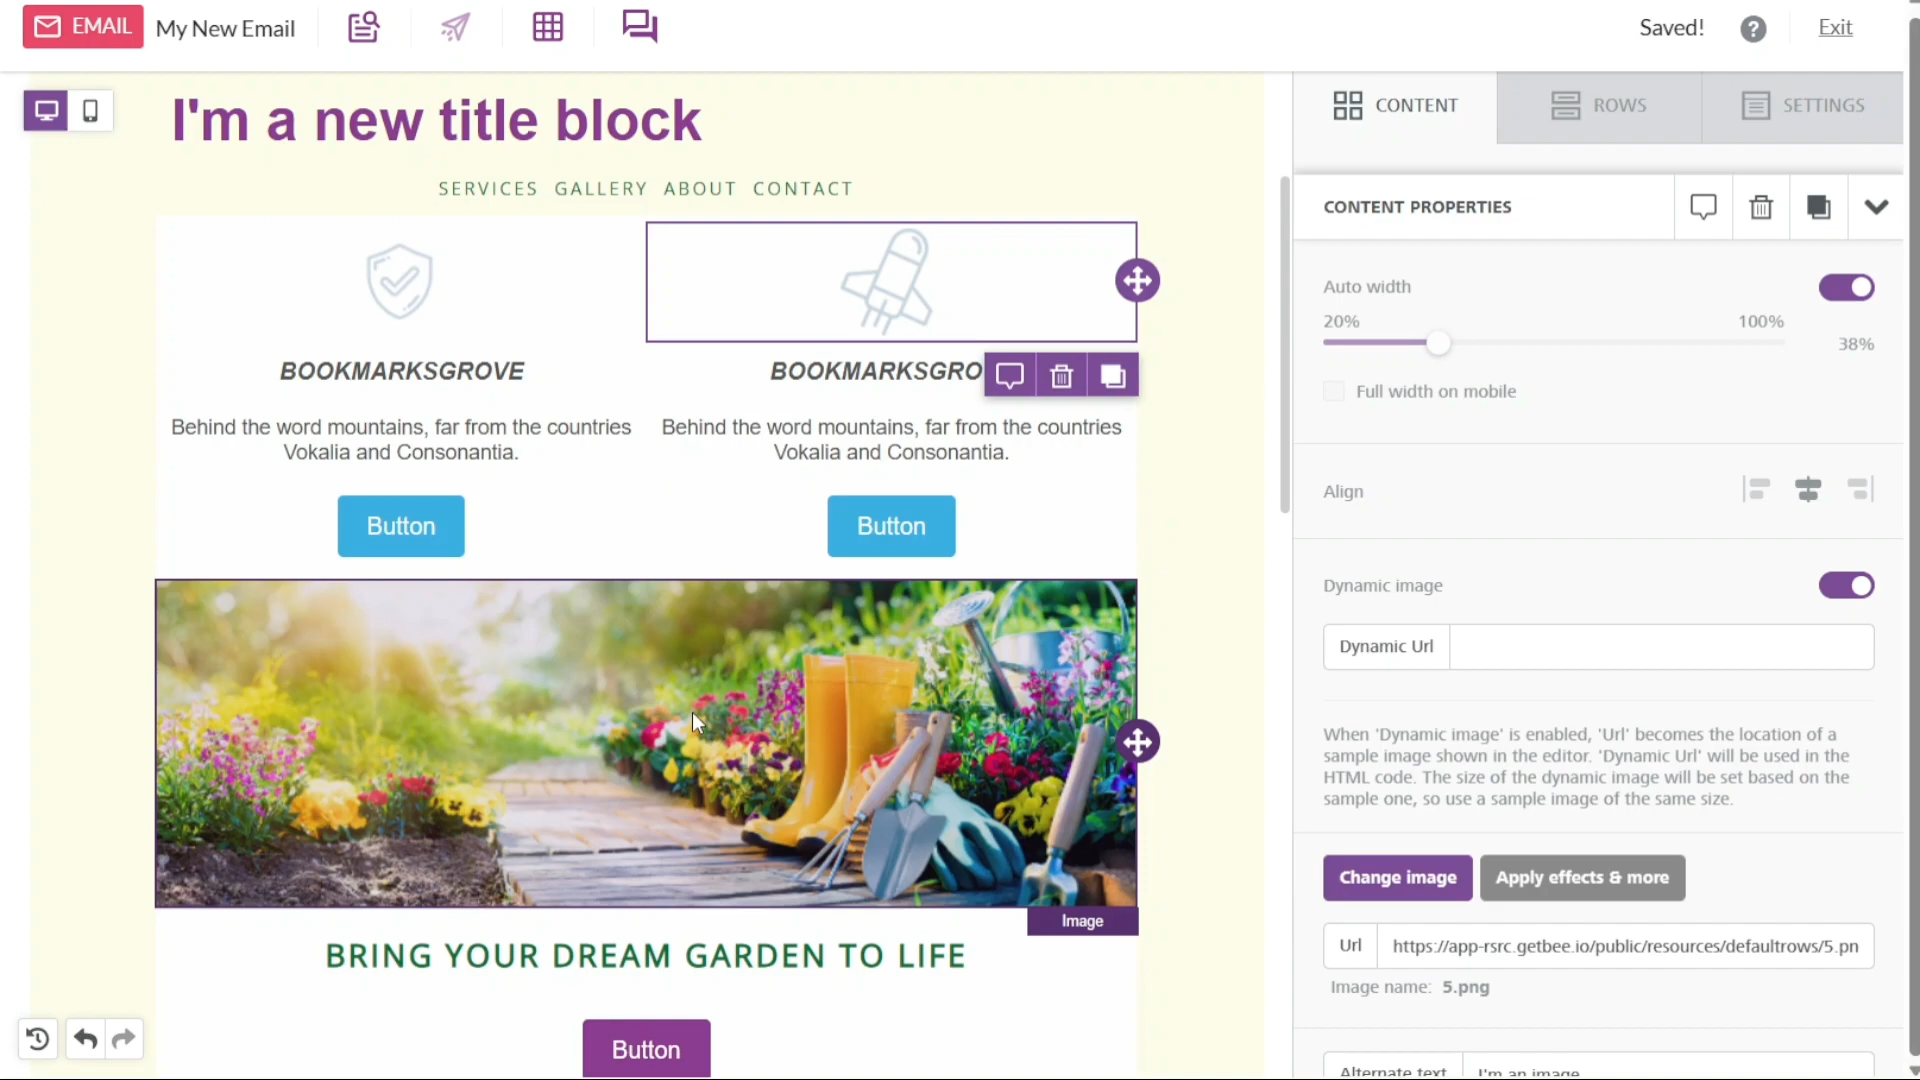 EMAIL My New Email
Saved! ? Exit
I'm a new title block
SERVICES GALLERY ABOUT CONTACT
BOOKMARKSGROVE
Behind the word mountains, far from the countries
Vokalia and Consonantia.
Button
BOOKMARKSGRO
Behind the word mountains, far from the countries
Vokalia and Consonantia.
Button
Image
BRING YOUR DREAM GARDEN TO LIFE
Button
CONTENT
ROWS
SETTINGS
CONTENT PROPERTIES
Auto width
20% 100%
38%
Full width on mobile
Align
Dynamic image
Dynamic Url
When 'Dynamic image' is enabled, 'Url' becomes the location of a
sample image shown in the editor. 'Dynamic Url' will be used in the
HTML code. The size of the dynamic image will be set based on the
sample one, so use a sample image of the same size.
Change image Apply effects & more
Url https://app-rsrc.getbee.io/public/resources/defaultrows/5.pn
Image name: 5.png
Alternate text I'm an image